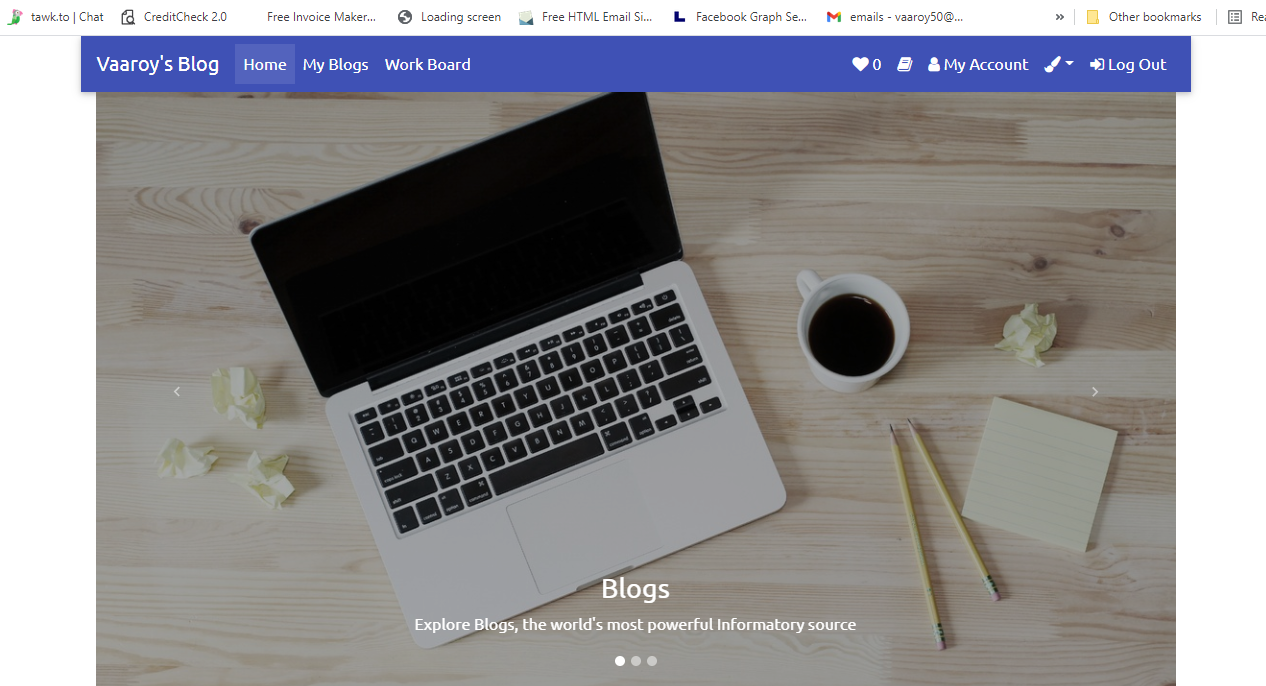 tawk.to | Chat CreditCheck 2.0 Free Invoice Maker... Loading screen Free HTML Email Si... Facebook Graph Se... emails - vaaroy50@... » Other bookmarks Rea
Vaaroy's Blog Home My Blogs Work Board 0 My Account Log Out
Blogs
Explore Blogs, the world's most powerful Informatory source